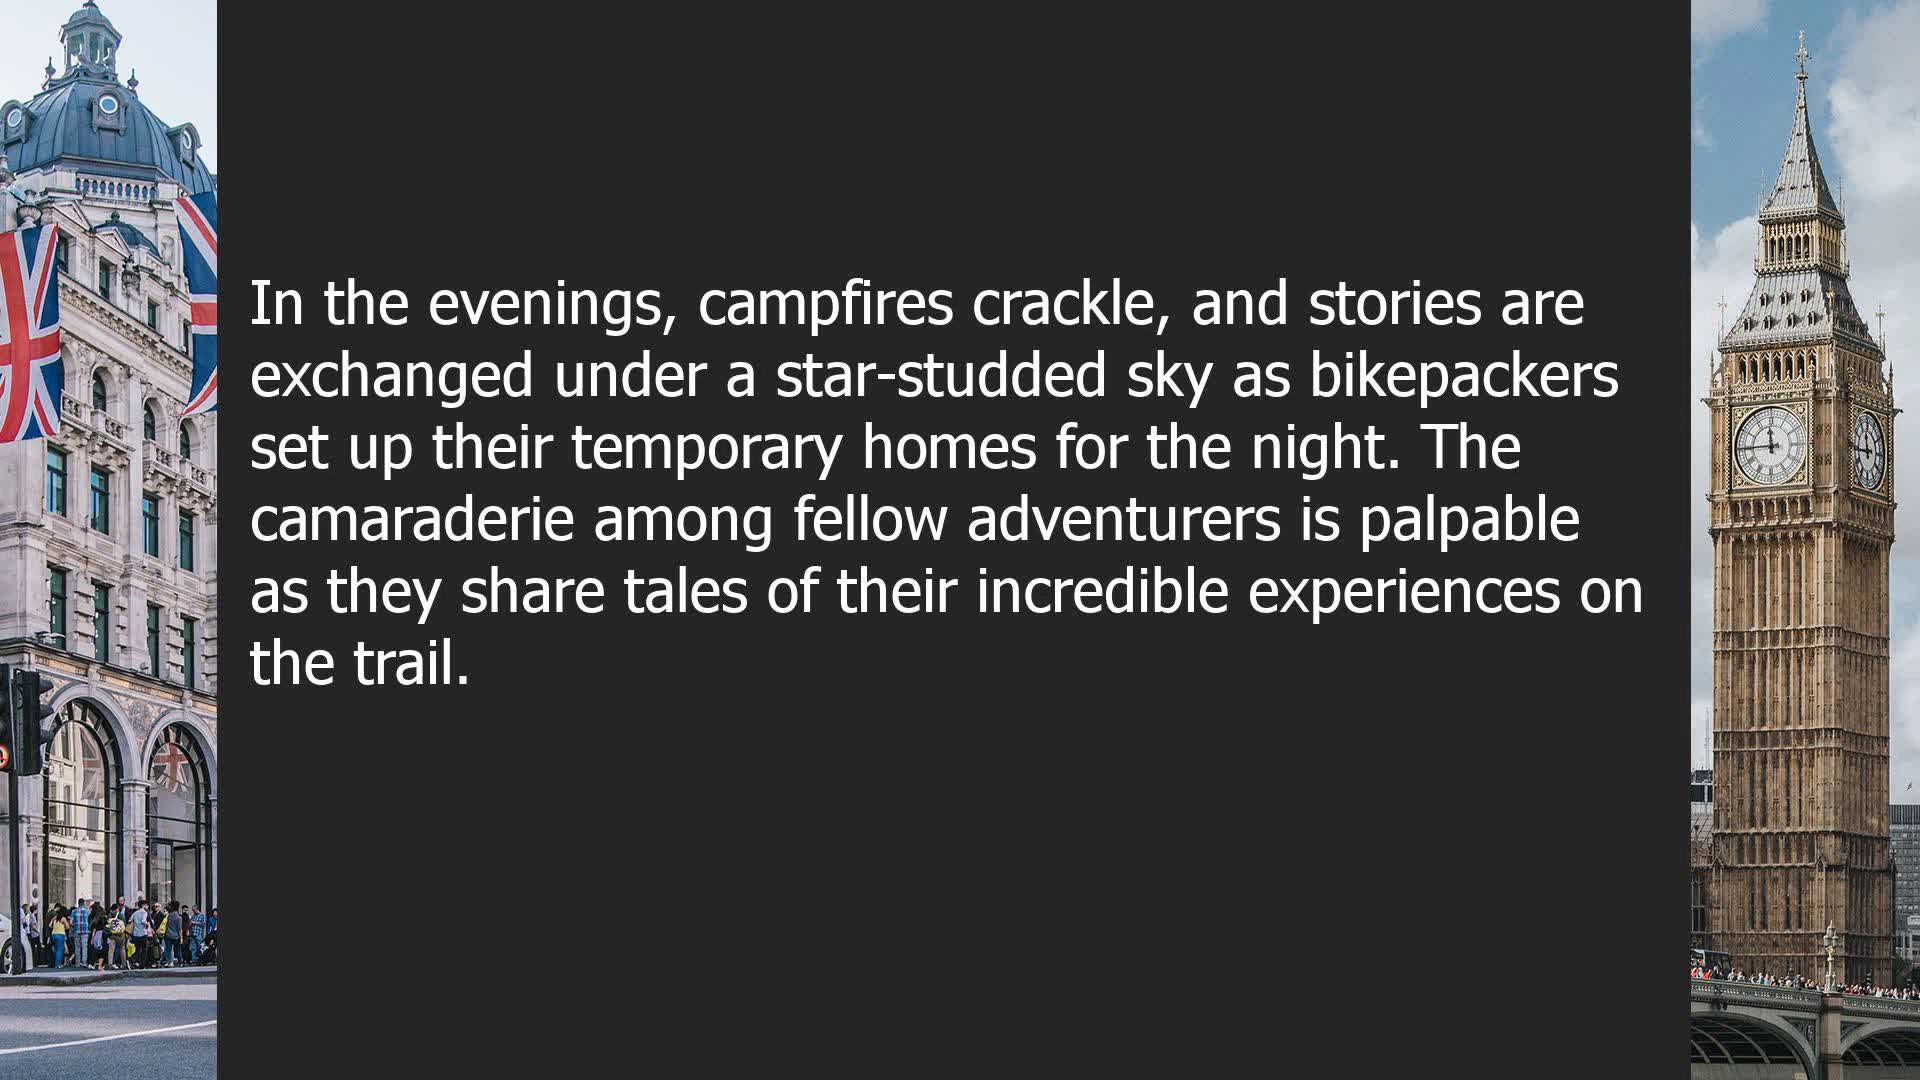 In the evenings, campfires crackle, and stories are
exchanged under a star-studded sky as bikepackers
set up their temporary homes for the night. The
camaraderie among fellow adventurers is palpable
as they share tales of their incredible experiences on
the trail.